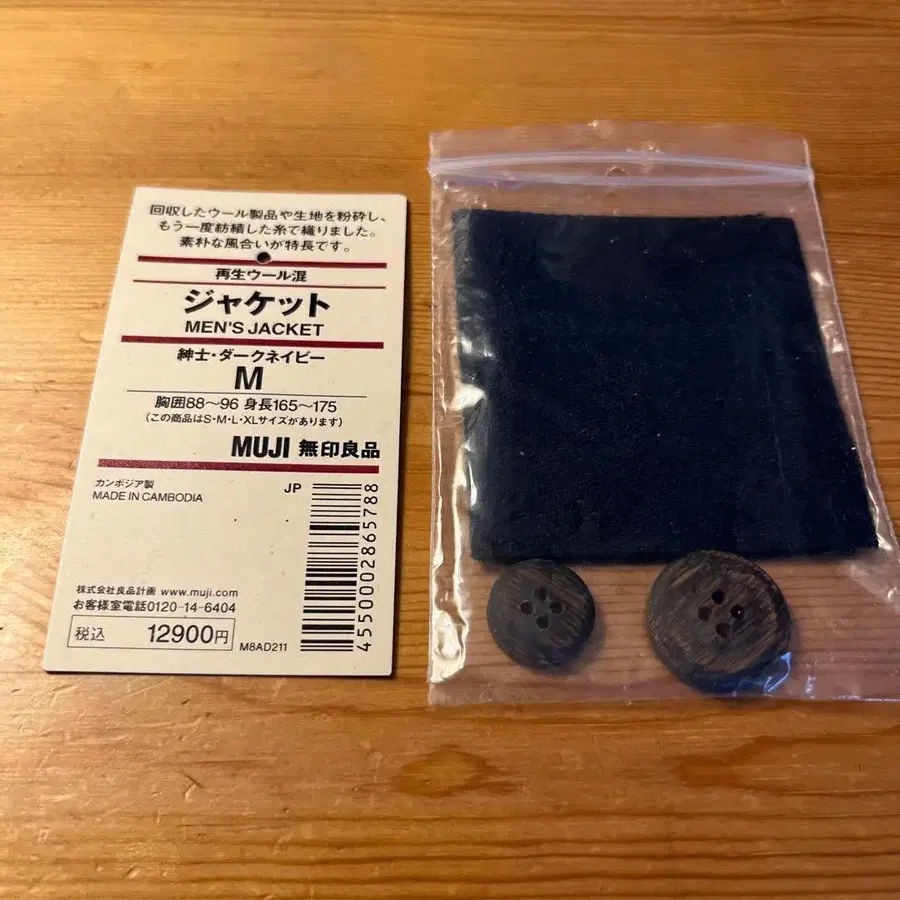 回収したウール製品や生地を粉砕し、
もう一度紡績した糸で織りました。
素朴な風合いが特長です。
再生ウール混
ジャケット
MEN'S JACKET
紳士・ダークネイビー
M
胸囲88〜96 身長165〜175
(この商品はS・M・L・XLサイズがあります)
MUJI 無印良品
カンボジア製
MADE IN CAMBODIA
JP
4550002865788
株式会社良品計画 www.muji.com
お客様室電話0120-14-6404
税込 12900円
M8AD211